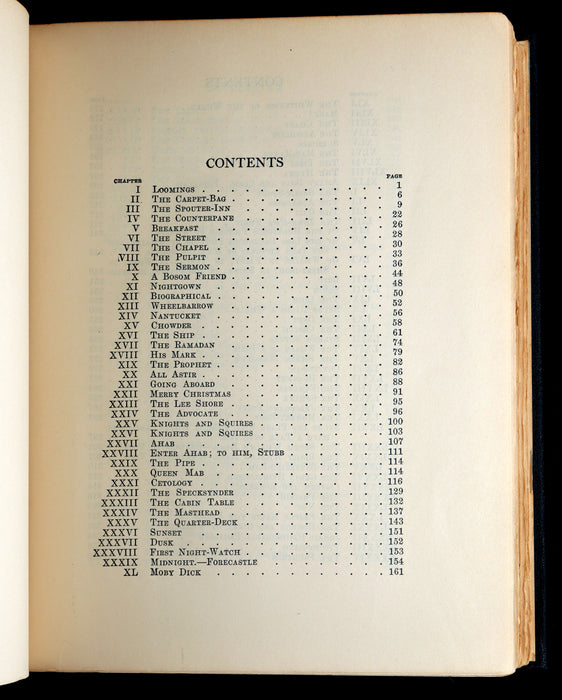 CONTENTS
CHAPTER PAGE
I Loomings . . . . . . . . . . . . 1
II The Carpet-Bag . . . . . . . . . . 6
III The Spouter-Inn . . . . . . . . . . 9
IV The Counterpane . . . . . . . . . . 22
V Breakfast . . . . . . . . . . . . 26
VI The Street . . . . . . . . . . . 28
VII The Chapel . . . . . . . . . . . 30
VIII The Pulpit . . . . . . . . . . . 33
IX The Sermon . . . . . . . . . . . 36
X A Bosom Friend . . . . . . . . . . 44
XI Nightgown . . . . . . . . . . . 48
XII Biographical . . . . . . . . . . . 50
XIII Wheelbarrow . . . . . . . . . . . 52
XIV Nantucket . . . . . . . . . . . 56
XV Chowder . . . . . . . . . . . . 58
XVI The Ship . . . . . . . . . . . . 61
XVII The Ramadan . . . . . . . . . . . 74
XVIII His Mark . . . . . . . . . . . . 79
XIX The Prophet . . . . . . . . . . . 82
XX All Astir . . . . . . . . . . . . 86
XXI Going Aboard . . . . . . . . . . . 88
XXII Merry Christmas . . . . . . . . . . 91
XXIII The Lee Shore . . . . . . . . . . 95
XXIV The Advocate . . . . . . . . . . . 96
XXV Knights and Squires . . . . . . . . . 100
XXVI Knights and Squires . . . . . . . . . 103
XXVII Ahab . . . . . . . . . . . . . 107
XXVIII Enter Ahab; to him, Stubb . . . . . . . 111
XXIX The Pipe . . . . . . . . . . . . 114
XXX Queen Mab . . . . . . . . . . . 114
XXXI Cetology . . . . . . . . . . . . 116
XXXII The Specksynder . . . . . . . . . . 129
XXXIII The Cabin Table . . . . . . . . . . 132
XXXIV The Masthead . . . . . . . . . . . 137
XXXV The Quarter-Deck . . . . . . . . . . 143
XXXVI Sunset . . . . . . . . . . . . . 151
XXXVII Dusk . . . . . . . . . . . . . 152
XXXVIII First Night-Watch . . . . . . . . . 153
XXXIX Midnight.—Forecastle . . . . . . . . . 154
XL Moby Dick . . . . . . . . . . . 161